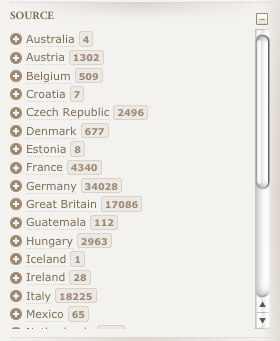 SOURCE
Australia 4
Austria 1302
Belgium 509
Croatia 7
Czech Republic 2496
Denmark 677
Estonia 8
France 4340
Germany 34028
Great Britain 17086
Guatemala 112
Hungary 2963
Iceland 1
Ireland 28
Italy 18225
Mexico 65